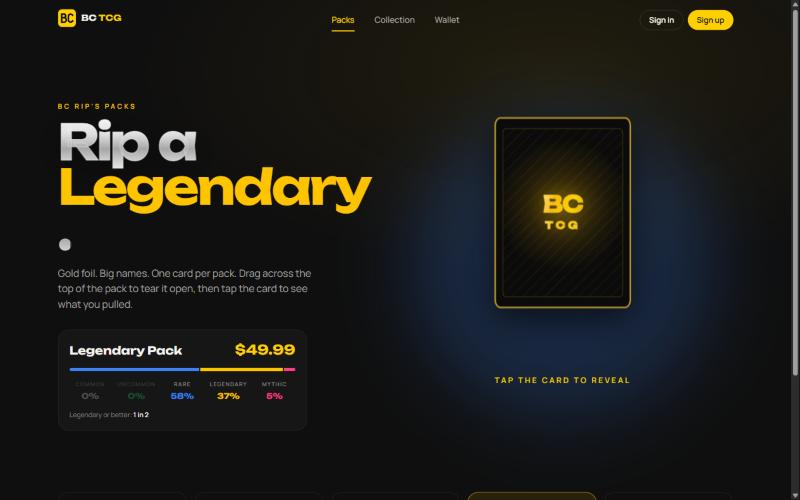 BC BC TCG
Packs
Collection
Wallet
Sign in
Sign up
BC RIP'S PACKS
Rip a
Legendary
.
Gold foil. Big names. One card per pack. Drag across the
top of the pack to tear it open, then tap the card to see
what you pulled.
Legendary Pack $49.99
COMMON UNCOMMON RARE LEGENDARY MYTHIC
0% 0% 58% 37% 5%
Legendary or better: 1 in 2
BC
TCG
TAP THE CARD TO REVEAL